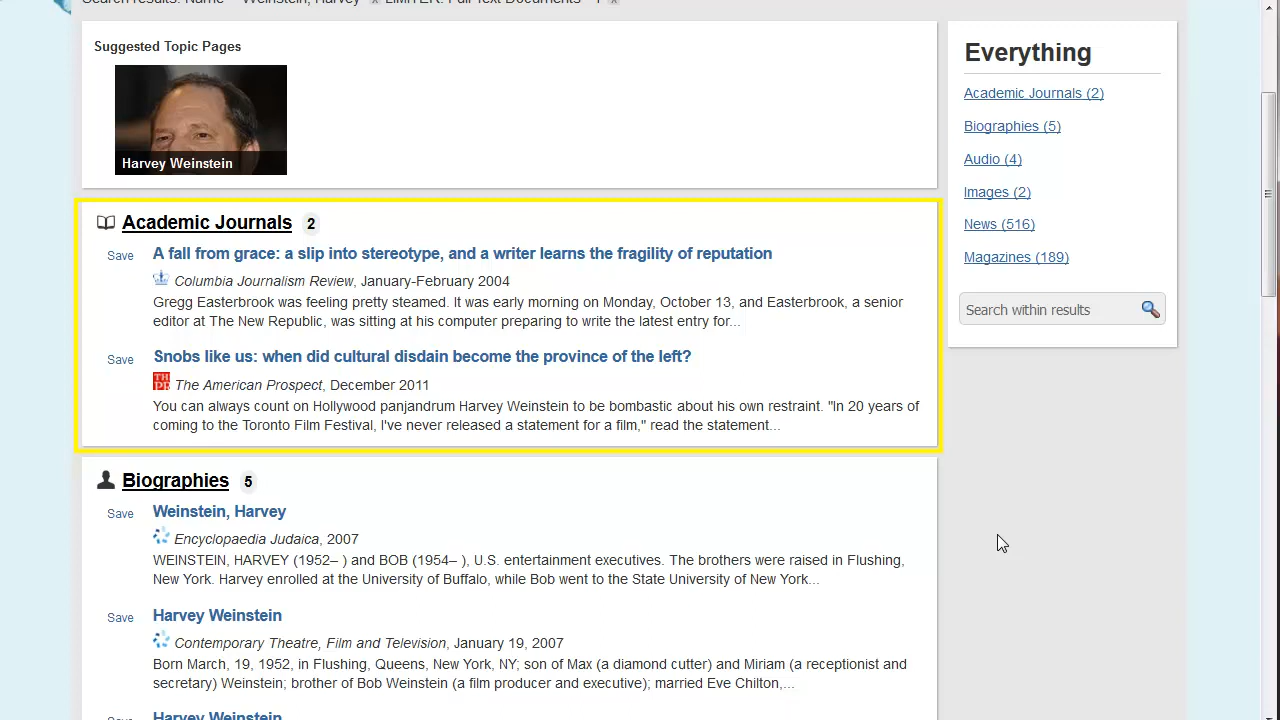 Search results: Name Weinstein, Harvey LIMITER: Full Text Documents
Suggested Topic Pages
Harvey Weinstein
Everything
Academic Journals (2)
Biographies (5)
Audio (4)
Images (2)
News (516)
Magazines (189)
Search within results
Academic Journals 2
Save A fall from grace: a slip into stereotype, and a writer learns the fragility of reputation
Columbia Journalism Review, January-February 2004
Gregg Easterbrook was feeling pretty steamed. It was early morning on Monday, October 13, and Easterbrook, a senior
editor at The New Republic, was sitting at his computer preparing to write the latest entry for...
Save Snobs like us: when did cultural disdain become the province of the left?
The American Prospect, December 2011
You can always count on Hollywood panjandrum Harvey Weinstein to be bombastic about his own restraint. "In 20 years of
coming to the Toronto Film Festival, I've never released a statement for a film," read the statement...
Biographies 5
Save Weinstein, Harvey
Encyclopaedia Judaica, 2007
WEINSTEIN, HARVEY (1952– ) and BOB (1954– ), U.S. entertainment executives. The brothers were raised in Flushing,
New York. Harvey enrolled at the University of Buffalo, while Bob went to the State University of New York...
Save Harvey Weinstein
Contemporary Theatre, Film and Television, January 19, 2007
Born March, 19, 1952, in Flushing, Queens, New York, NY; son of Max (a diamond cutter) and Miriam (a receptionist and
secretary) Weinstein; brother of Bob Weinstein (a film producer and executive); married Eve Chilton,...
Harvey Weinstein